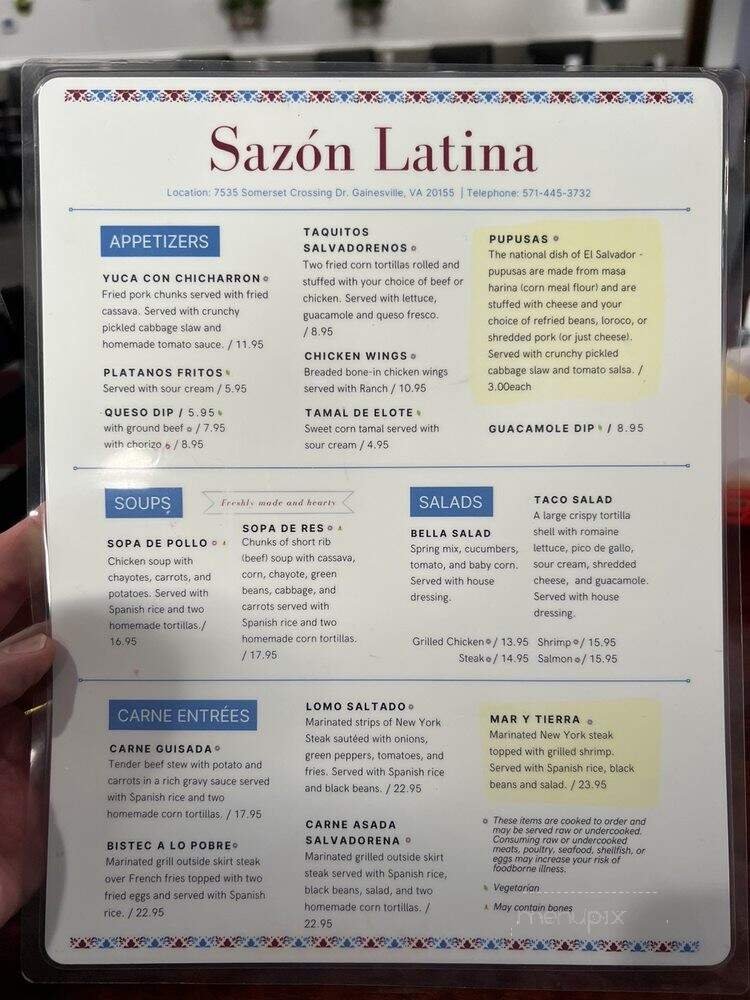 Sazón Latina
Location: 7535 Somerset Crossing Dr. Gainesville, VA 20155 | Telephone: 571-445-3732
APPETIZERS
YUCA CON CHICHARRON
Fried pork chunks served with fried
cassava. Served with crunchy
pickled cabbage slaw and
homemade tomato sauce. / 11.95
PLATANOS FRITOS
Served with sour cream / 5.95
QUESO DIP / 5.95
with ground beef / 7.95
with chorizo / 8.95
TAQUITOS
SALVADORENOS
Two fried corn tortillas rolled and
stuffed with your choice of beef or
chicken. Served with lettuce,
guacamole and queso fresco.
/ 8.95
CHICKEN WINGS
Breaded bone-in chicken wings
served with Ranch / 10.95
TAMAL DE ELOTE
Sweet corn tamal served with
sour cream / 4.95
PUPUSAS
The national dish of El Salvador -
pupusas are made from masa
harina (corn meal flour) and are
stuffed with cheese and your
choice of refried beans, loroco, or
shredded pork (or just cheese).
Served with crunchy pickled
cabbage slaw and tomato salsa. /
3.00each
GUACAMOLE DIP / 8.95
SOUPS
Freshly made and hearty
SOPA DE POLLO
Chicken soup with
chayotes, carrots, and
potatoes. Served with
Spanish rice and two
homemade tortillas./
16.95
SOPA DE RES
Chunks of short rib
(beef) soup with cassava,
corn, chayote, green
beans, cabbage, and
carrots served with
Spanish rice and two
homemade corn tortillas.
/ 17.95
SALADS
BELLA SALAD
Spring mix, cucumbers,
tomato, and baby corn.
Served with house
dressing.
TACO SALAD
A large crispy tortilla
shell with romaine
lettuce, pico de gallo,
sour cream, shredded
cheese, and guacamole.
Served with house
dressing.
Grilled Chicken / 13.95 Shrimp / 15.95
Steak / 14.95 Salmon / 15.95
CARNE ENTRÉES
CARNE GUISADA
Tender beef stew with potato and
carrots in a rich gravy sauce served
with Spanish rice and two
homemade tortillas. / 17.95
BISTEC A LO POBRE
Marinated grill outside skirt steak
over French fries topped with two
fried eggs and served with Spanish
rice. / 22.95
LOMO SALTADO
Marinated strips of New York
Steak sautéed with onions,
green peppers, tomatoes, and
fries. Served with Spanish rice
and black beans. / 22.95
CARNE ASADA
SALVADORENA
Marinated grilled outside skirt
steak served with Spanish rice,
black beans, salad, and two
homemade corn tortillas. /
22.95
MAR Y TIERRA
Marinated New York steak
topped with grilled shrimp.
Served with Spanish rice, black
beans and salad. / 23.95
These items are cooked to order and
may be served raw or undercooked.
Consuming raw or undercooked
meats, poultry, seafood, shellfish, or
eggs may increase your risk of
foodborne illness.
Vegetarian
May contain bones
menupix